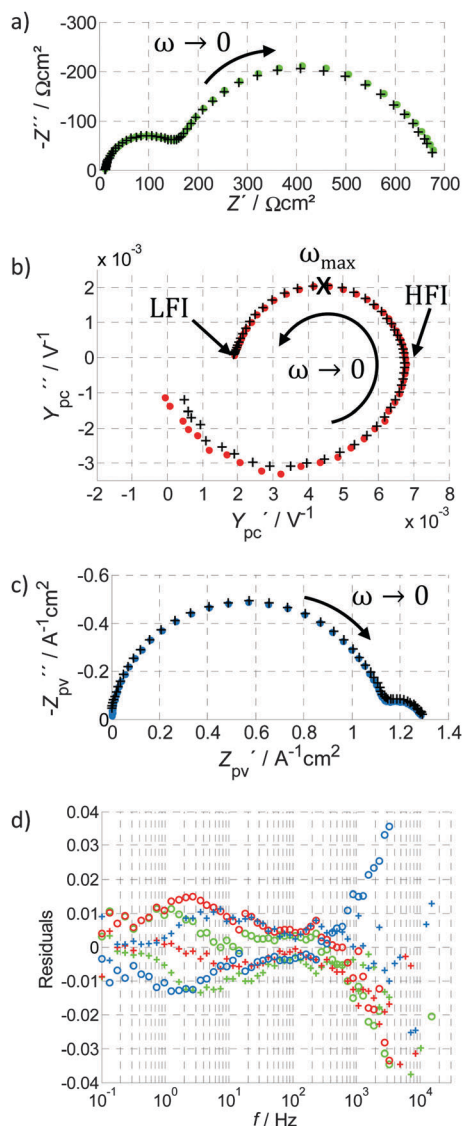 a)
-300
-200
-100
0
-Z´´ / Ωcm²
ω → 0
0 100 200 300 400 500 600 700
Z´ / Ωcm²
b)
x 10⁻³
2
1
0
-1
-2
-3
Y_pc´´ / V⁻¹
ω_max
LFI
HFI
ω → 0
-2 -1 0 1 2 3 4 5 6 7
Y_pc´ / V⁻¹
x 10⁻³
c)
-0.6
-0.4
-0.2
0
-Z_pv´´ / A⁻¹cm²
ω → 0
0 0.2 0.4 0.6 0.8 1 1.2 1.4
Z_pv´ / A⁻¹cm²
d)
0.04
0.03
0.02
0.01
0
-0.01
-0.02
-0.03
-0.04
Residuals
10⁻¹ 10⁰ 10¹ 10² 10³ 10⁴
f / Hz